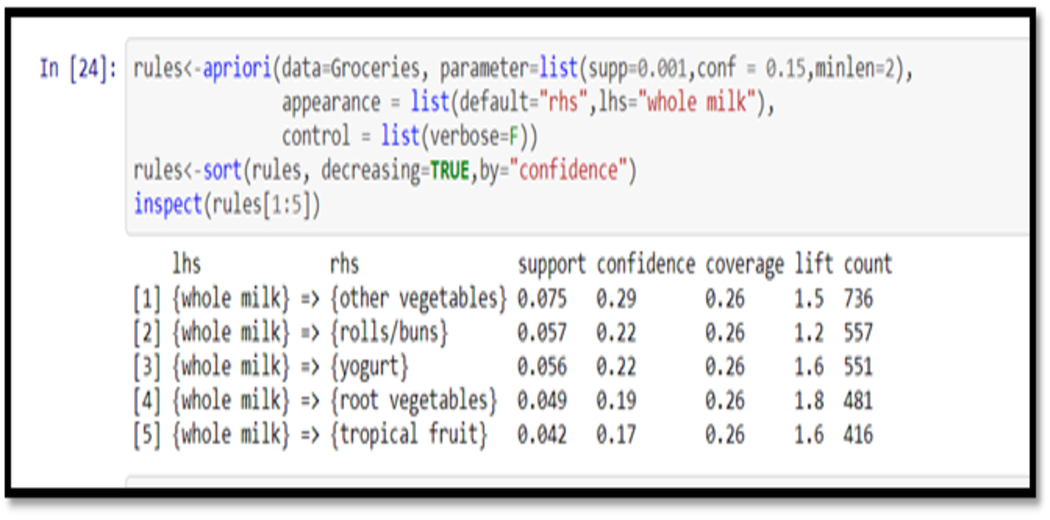 In [24]: rules<-apriori(data=Groceries, parameter=list(supp=0.001,conf = 0.15,minlen=2),
appearance = list(default="rhs",lhs="whole milk"),
control = list(verbose=F))
rules<-sort(rules, decreasing=TRUE,by="confidence")
inspect(rules[1:5])
lhs rhs support confidence coverage lift count
[1] {whole milk} => {other vegetables} 0.075 0.29 0.26 1.5 736
[2] {whole milk} => {rolls/buns} 0.057 0.22 0.26 1.2 557
[3] {whole milk} => {yogurt} 0.056 0.22 0.26 1.6 551
[4] {whole milk} => {root vegetables} 0.049 0.19 0.26 1.8 481
[5] {whole milk} => {tropical fruit} 0.042 0.17 0.26 1.6 416